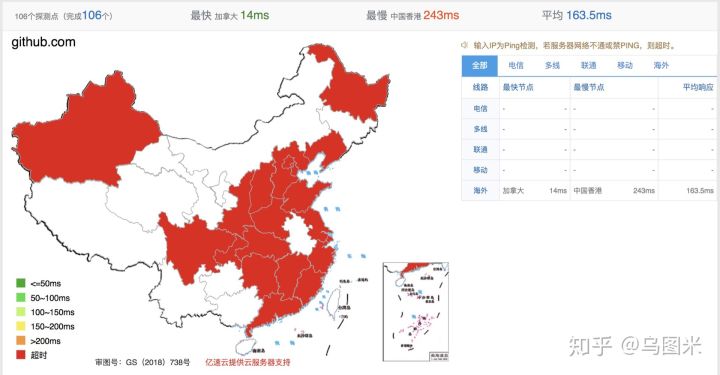 106个探测点（完成106个） 最快 加拿大 14ms 最慢 中国香港 243ms 平均 163.5ms
github.com
输入IP为Ping检测，若服务器网络不通或禁PING，则超时。
全部 电信 多线 联通 移动 海外
线路 最快节点 最慢节点 平均响应
电信 - - - - -
多线 - - - - -
联通 - - - - -
移动 - - - - -
海外 加拿大 14ms 中国香港 243ms 163.5ms
<=50ms
50~100ms
100~150ms
150~200ms
>200ms
超时
审图号：GS（2018）738号 亿速云提供云服务器支持
知乎 @乌图米